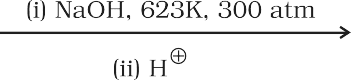 (i) NaOH, 623K, 300 atm
(ii) H⊕